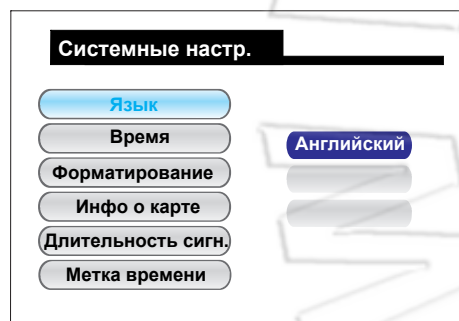 Системные настр.
Язык
Время
Английский
Форматирование
Инфо о карте
Длительность сигн.
Метка времени